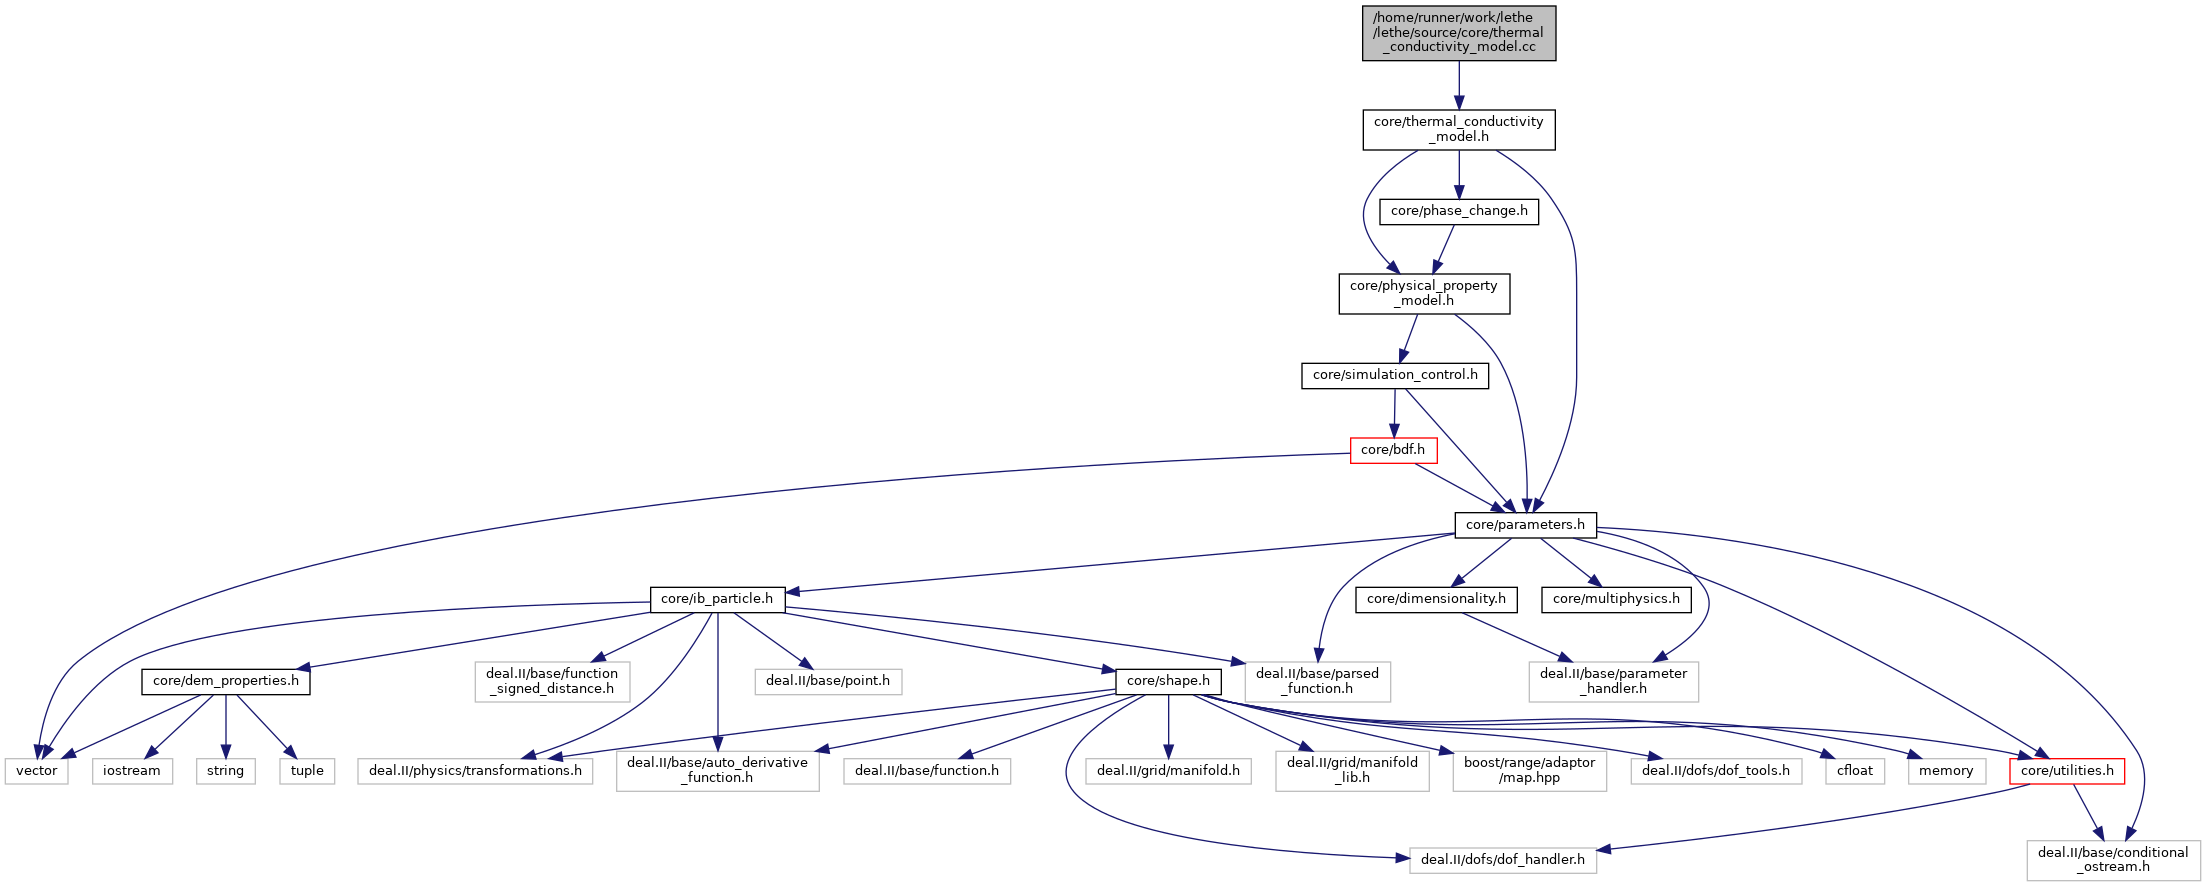 /home/runner/work/lethe
/lethe/source/core/thermal
_conductivity_model.cc
core/thermal_conductivity
_model.h
core/phase_change.h
core/physical_property
_model.h
core/simulation_control.h
core/bdf.h
core/parameters.h
core/ib_particle.h
core/dimensionality.h
core/multiphysics.h
core/dem_properties.h
deal.II/base/function
_signed_distance.h
deal.II/base/point.h
core/shape.h
deal.II/base/parsed
_function.h
deal.II/base/parameter
_handler.h
vector
iostream
string
tuple
deal.II/physics/transformations.h
deal.II/base/auto_derivative
_function.h
deal.II/base/function.h
deal.II/grid/manifold.h
deal.II/grid/manifold
_lib.h
boost/range/adaptor
/map.hpp
deal.II/dofs/dof_tools.h
cfloat
memory
core/utilities.h
deal.II/dofs/dof_handler.h
deal.II/base/conditional
_ostream.h